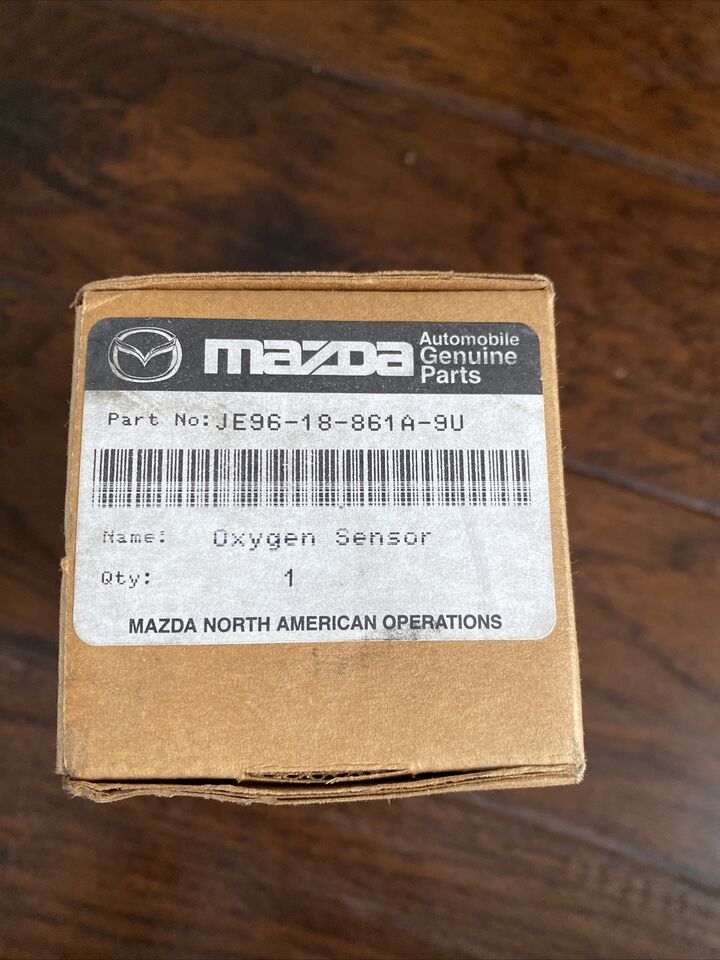 mazda
Automobile
Genuine
Parts
Part No: JE96-18-861A-9U
Name: Oxygen Sensor
Qty: 1
MAZDA NORTH AMERICAN OPERATIONS